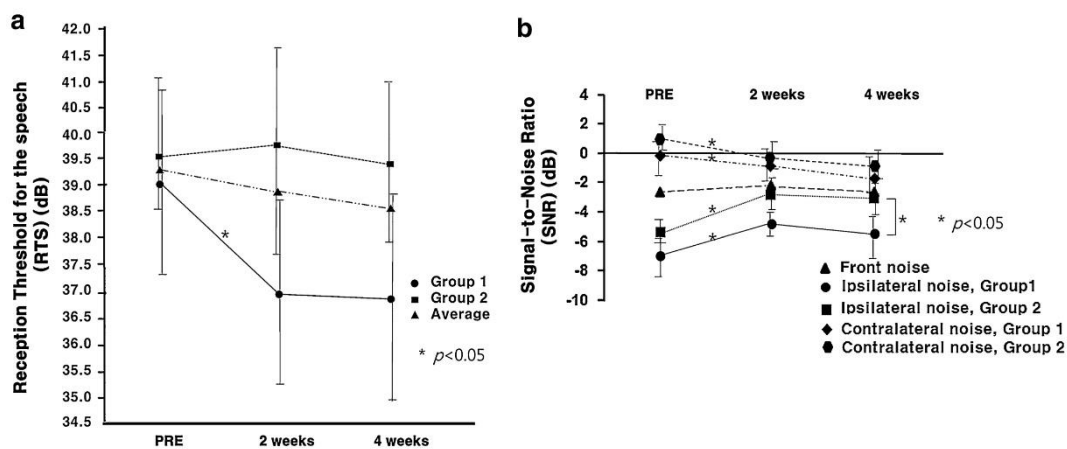 a
42.0
41.5
41.0
40.5
40.0
39.5
39.0
38.5
38.0
37.5
37.0
36.5
36.0
35.5
35.0
34.5
Reception Threshold for the speech
(RTS) (dB)
PRE 2 weeks 4 weeks
*
Group 1
Group 2
Average
* p<0.05
b
4
2
0
-2
-4
-6
-8
-10
Signal-to-Noise Ratio
(SNR) (dB)
PRE 2 weeks 4 weeks
*
*
*
*
*
* p<0.05
Front noise
Ipsilateral noise, Group1
Ipsilateral noise, Group 2
Contralateral noise, Group 1
Contralateral noise, Group 2